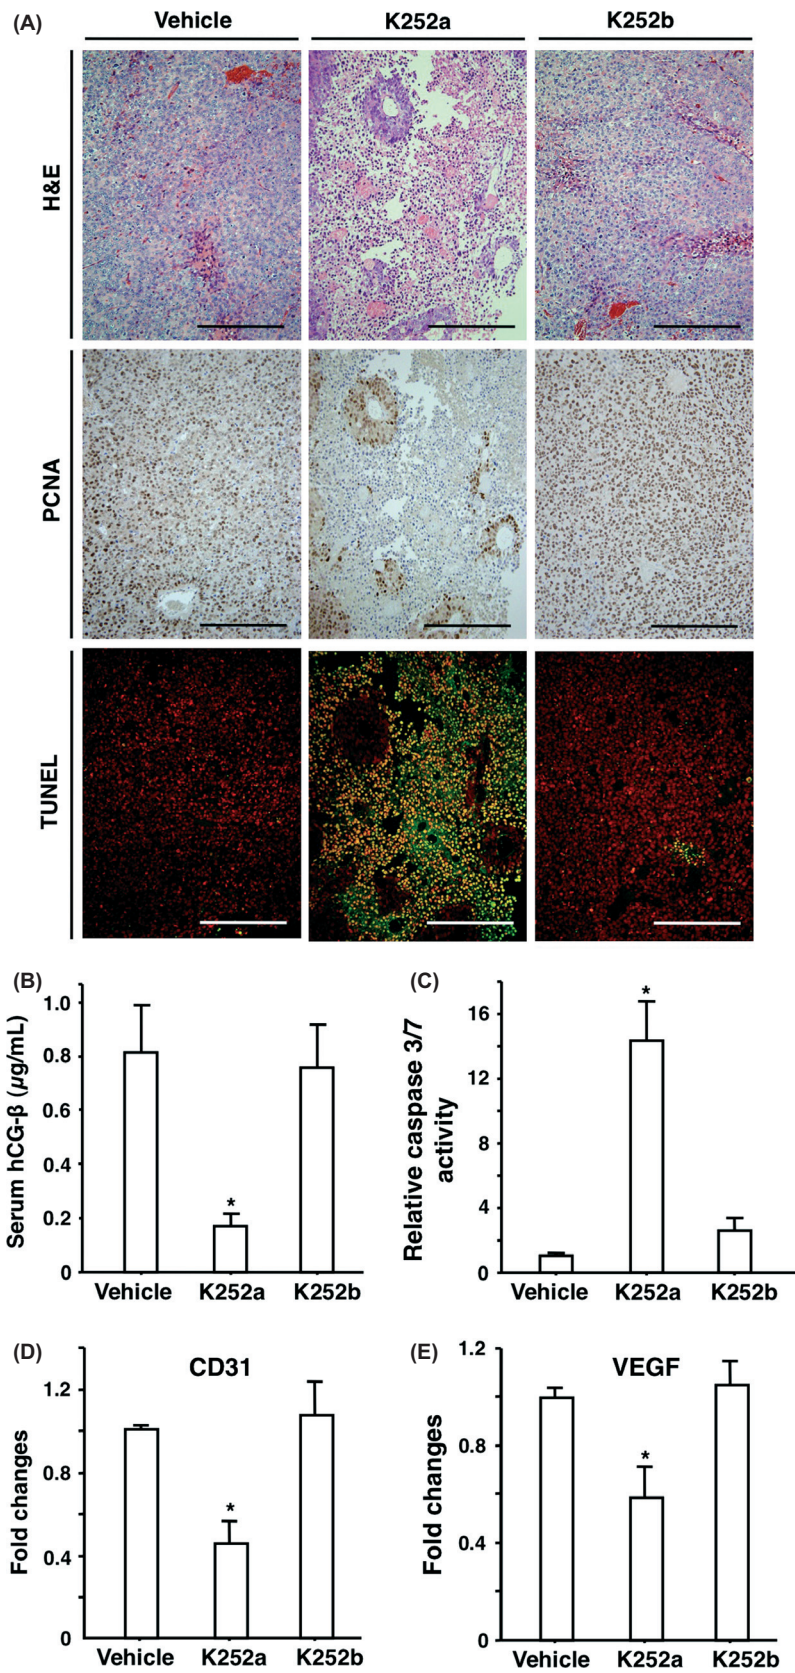 (A)
Vehicle K252a K252b
H&E
PCNA
TUNEL
(B)
Serum hCG-β (μg/mL)
1.0
0.8
0.6
0.4
0.2
0
*
Vehicle K252a K252b
(C)
Relative caspase 3/7
activity
16
12
8
4
0
*
Vehicle K252a K252b
(D)
CD31
Fold changes
1.2
0.8
0.4
0
*
Vehicle K252a K252b
(E)
VEGF
Fold changes
1.2
0.8
0.4
0
*
Vehicle K252a K252b